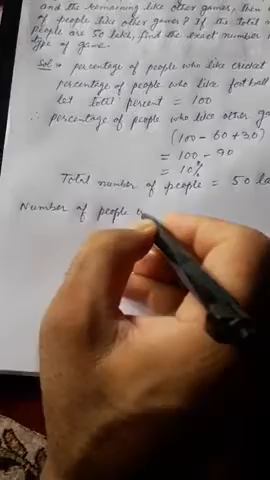 and the remaining like other games, then
of people like other games? If the total
people are 50 lakh, find the exact number
type of game.
Sol⇒ percentage of people who like cricket
percentage of people who like football
let total percent = 100
∴ percentage of people who like other
(100 - 60 + 30)
= 100 - 90
= 10%
Total number of people = 50
Number of people